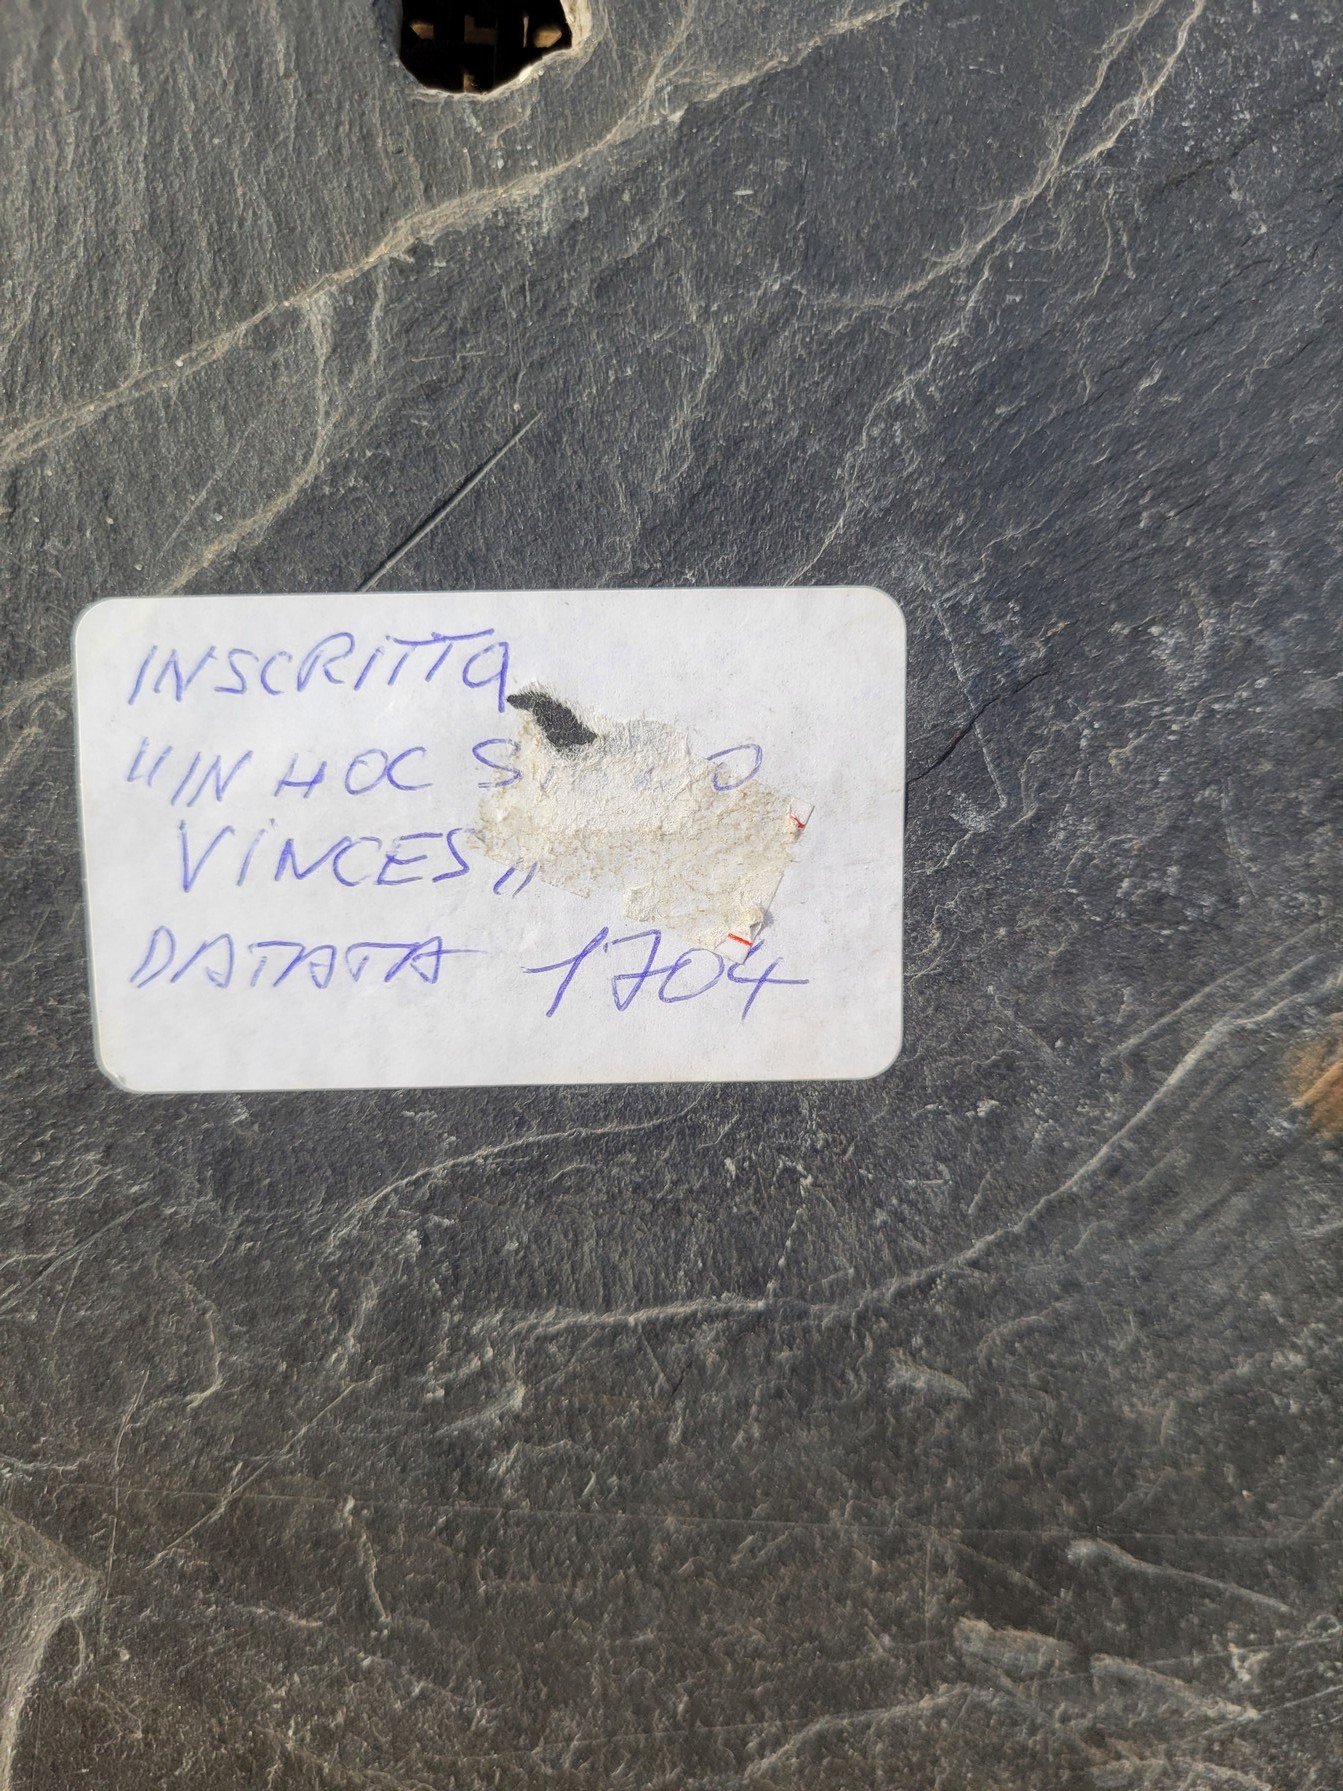 INSCRITTA
"IN HOC
VINCES"
DATATA 1704